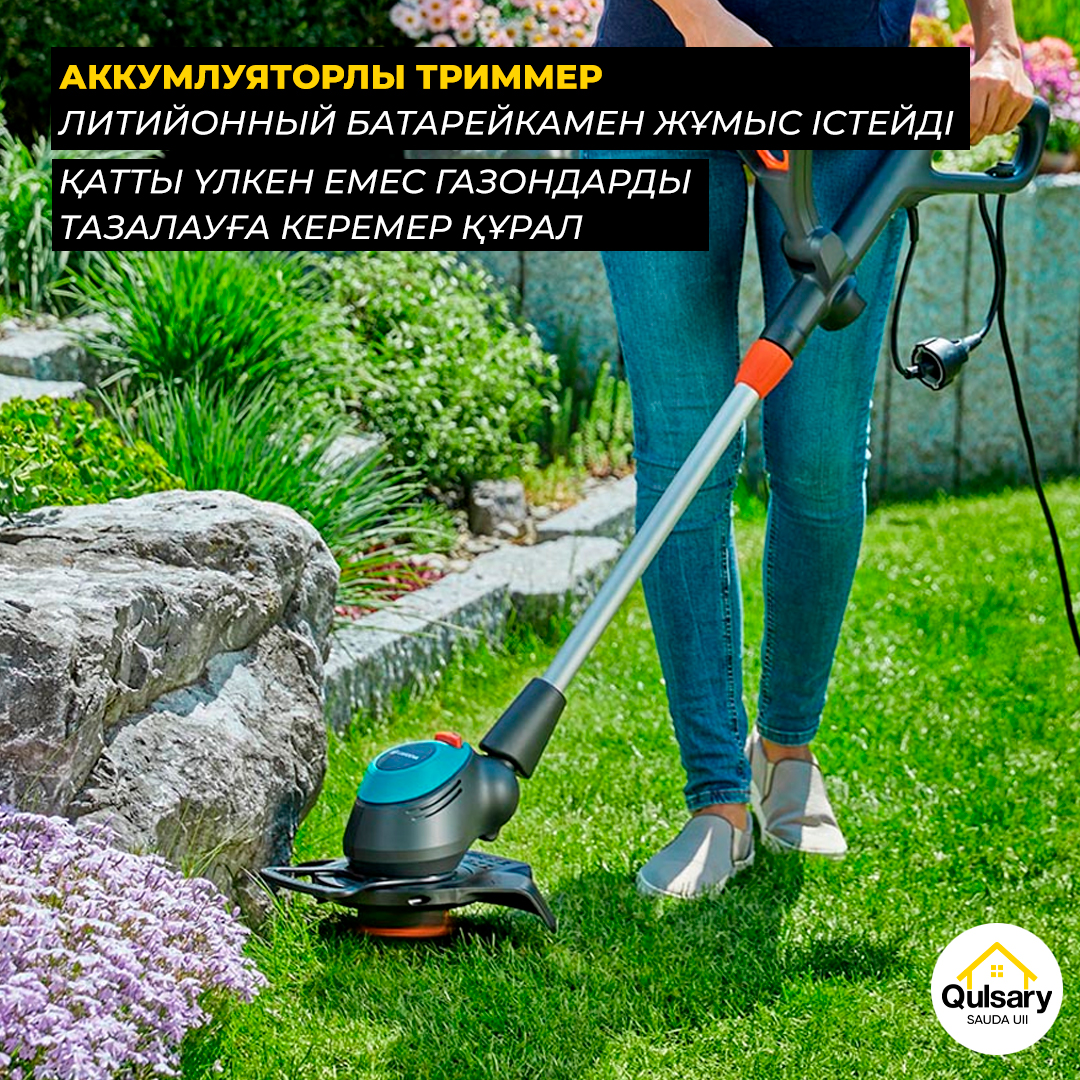 АККУМЛУЯТОРЛЫ ТРИММЕР
ЛИТИЙОННЫЙ БАТАРЕЙКАМЕН ЖҰМЫС ІСТЕЙДІ
ҚАТТЫ ҮЛКЕН ЕМЕС ГАЗОНДАРДЫ
ТАЗАЛАУҒА КЕРЕМЕР ҚҰРАЛ
Qulsary
SAUDA UII